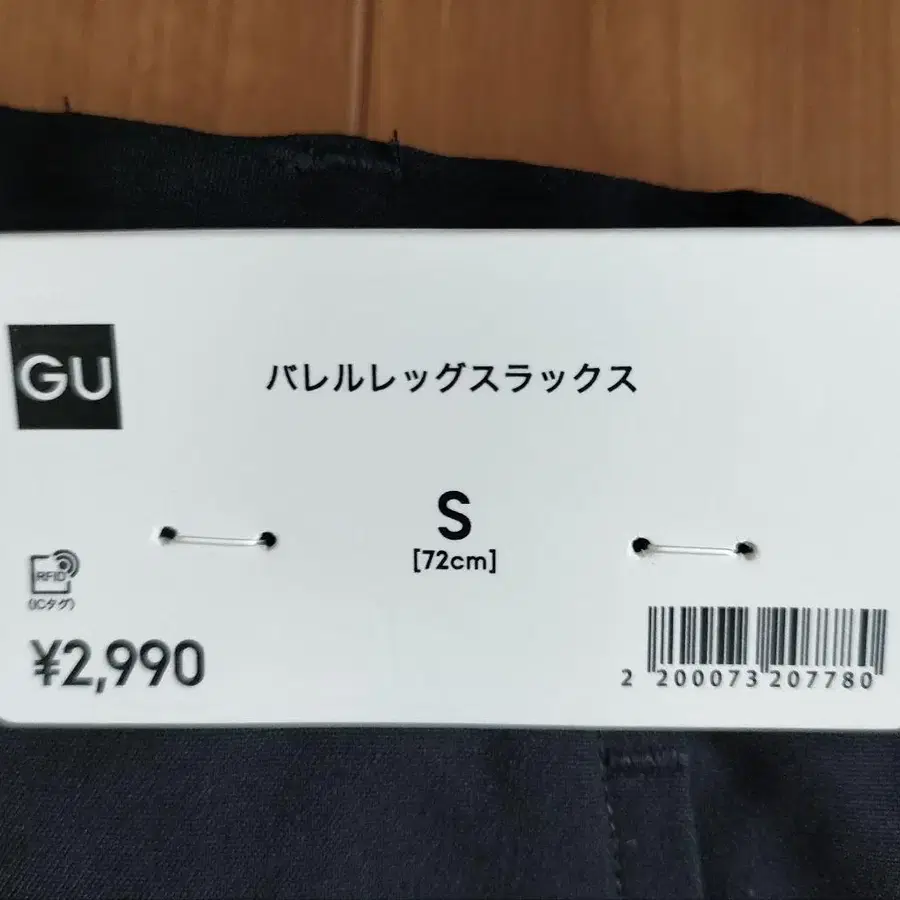 GU
バレルレッグスラックス
S
[72cm]
RFID
(ICタグ)
¥2,990
2 200073 207780